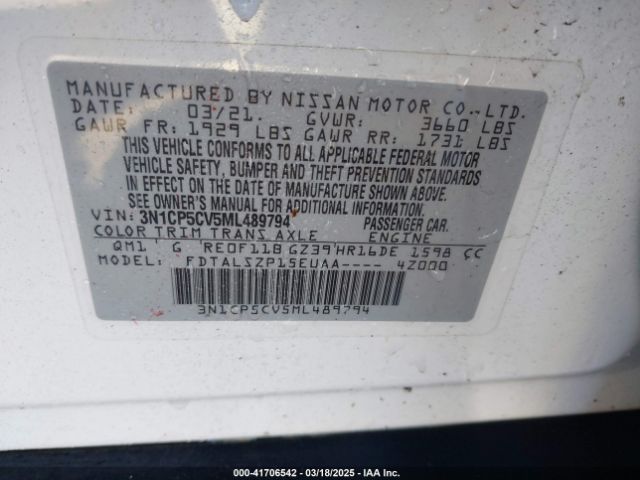 MANUFACTURED BY NISSAN MOTOR CO., LTD.
DATE: 03/21. GVWR: 3660 LBS
GAWR FR: 1929 LBS GAWR RR: 1731 LBS
THIS VEHICLE CONFORMS TO ALL APPLICABLE FEDERAL MOTOR
VEHICLE SAFETY, BUMPER AND THEFT PREVENTION STANDARDS
IN EFFECT ON THE DATE OF MANUFACTURE SHOWN ABOVE.
SEE OWNER'S MANUAL OR ORDER INFORMATION
VIN: 3N1CP5CV5ML489794 PASSENGER CAR.
COLOR TRIM TRANS AXLE ENGINE
QM1 G RE0F11B GZ39 HR16DE 1598 CC
FDTALSZP15EUAA---- 4Z000
3N1CP5CV5ML489794
000-41706542 — 03/18/2025 — IAA Inc.